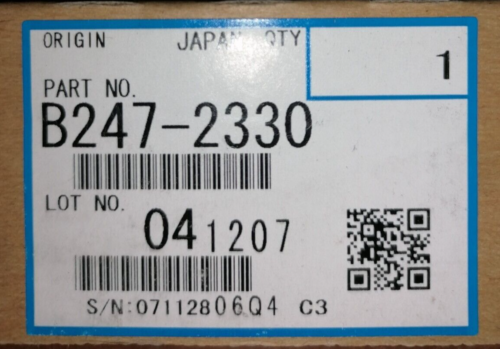 ORIGIN JAPAN QTY
1
PART NO.
B247-2330
LOT NO.
041207
S/N:07112806Q4 C3